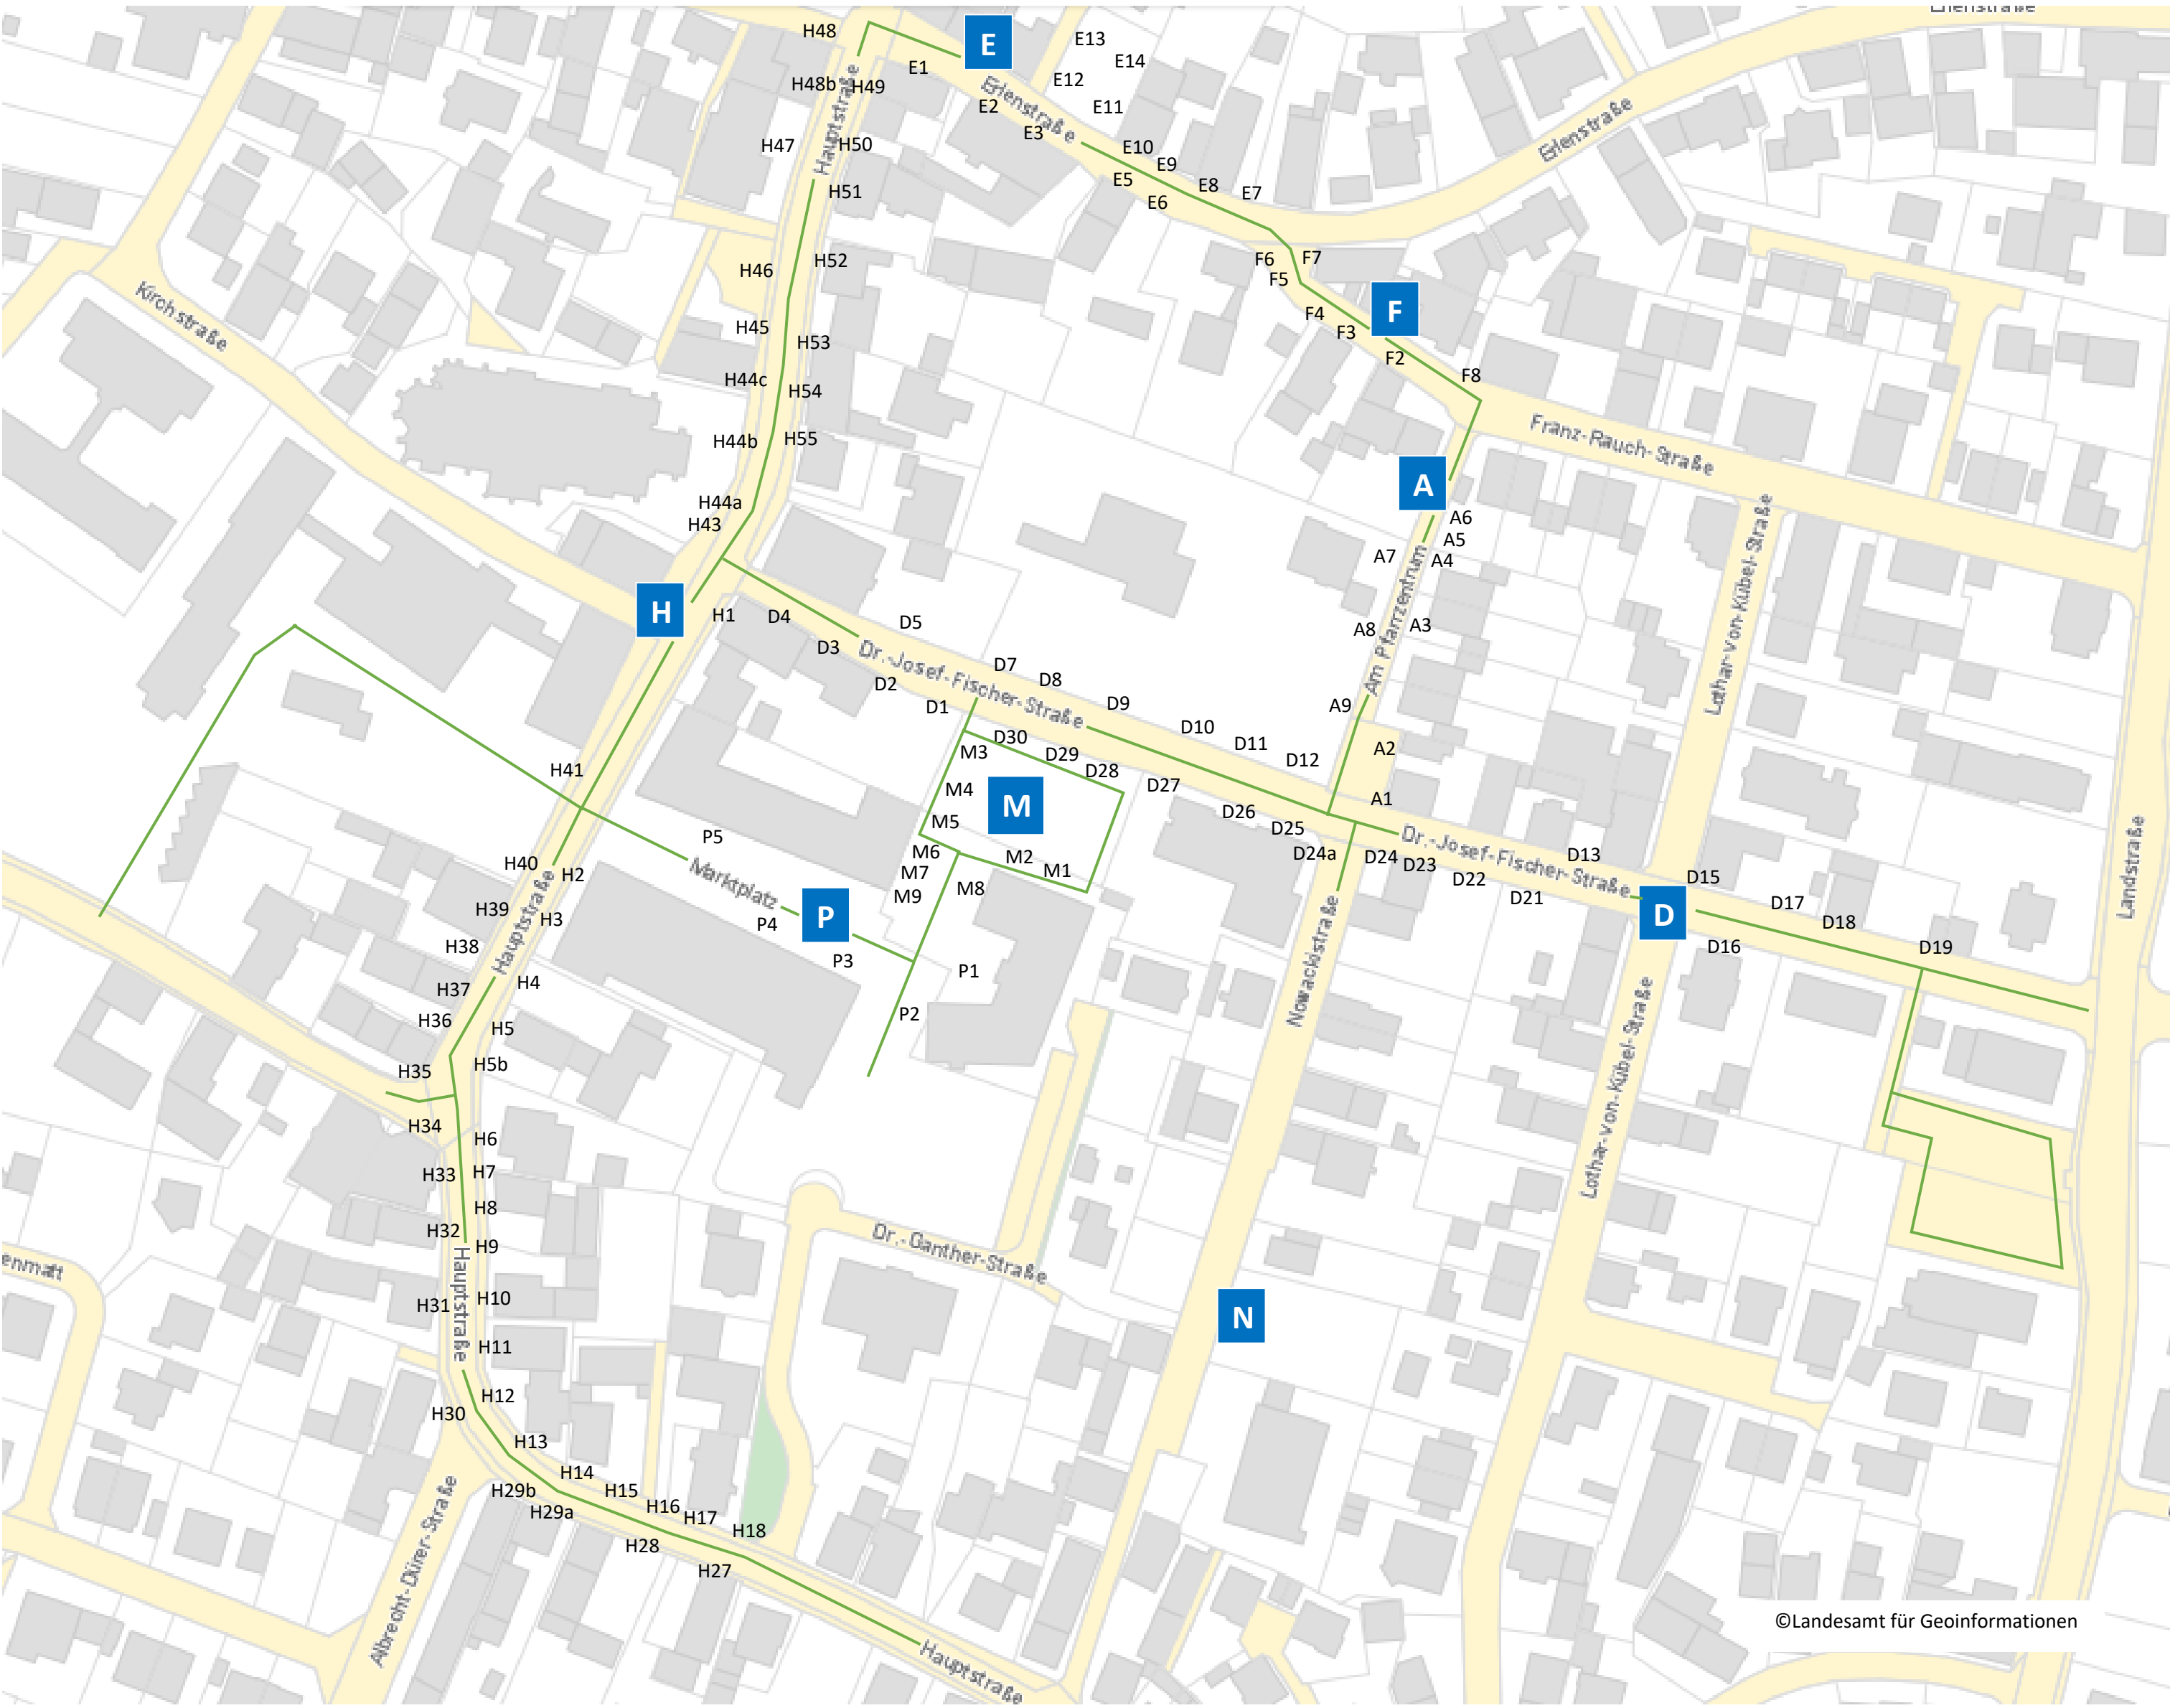 Erlenstraße
H48
E
E13
E14
E1
E12
H48b
H49
Hauptstraße
E2
Erlenstraße
E11
E3
Erlenstraße
H47
H50
E10
E9
E5
E8
E7
H51
E6
H46
H52
F6
F7
F5
Kirchstraße
F
F4
H45
F3
H53
F2
H44c
F8
H54
H44b
H55
Franz-Rauch-Straße
A
H44a
H43
A6
A5
A7
A4
Am Pfarrzentrum
Lothar-von-Kübel-Straße
H
H1
D4
D5
A8
A3
D3
Dr.-Josef-Fischer-Straße
D7
D8
D2
D1
D9
A9
D10
D30
D11
A2
M3
D29
D12
H41
D28
D27
M4
M
A1
D26
M5
P5
D25
Dr.-Josef-Fischer-Straße
M6
D24a
D24
D13
H40
M2
D23
Landstraße
Marktplatz
M7
M1
H2
D22
D15
M9
M8
D21
H39
H3
P
P4
D
D17
D18
H38
Hauptstraße
P3
Nowackistraße
D16
D19
P1
H37
H4
P2
H36
H5
H5b
H35
Lothar-von-Kübel-Straße
H34
H6
H33
H7
H8
H32
H9
Dr.-Ganther-Straße
enmatt
H31
Hauptstraße
H10
N
H11
H12
H30
H13
H14
H29b
H15
H29a
H16
H17
H18
H28
H27
Albrecht-Dürer-Straße
Hauptstraße
©Landesamt für Geoinformationen